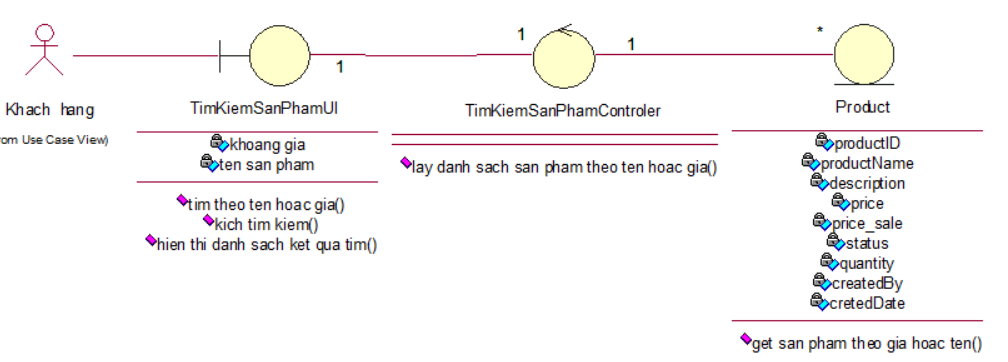 Khach hang
rom Use Case View)
1
1
1
*
TimKiemSanPhamUI
khoang gia
ten san pham
tim theo ten hoac gia()
kich tim kiem()
hien thi danh sach ket qua tim()
TimKiemSanPhamControler
lay danh sach san pham theo ten hoac gia()
Product
productID
productName
description
price
price_sale
status
quantity
createdBy
cretedDate
get san pham theo gia hoac ten()